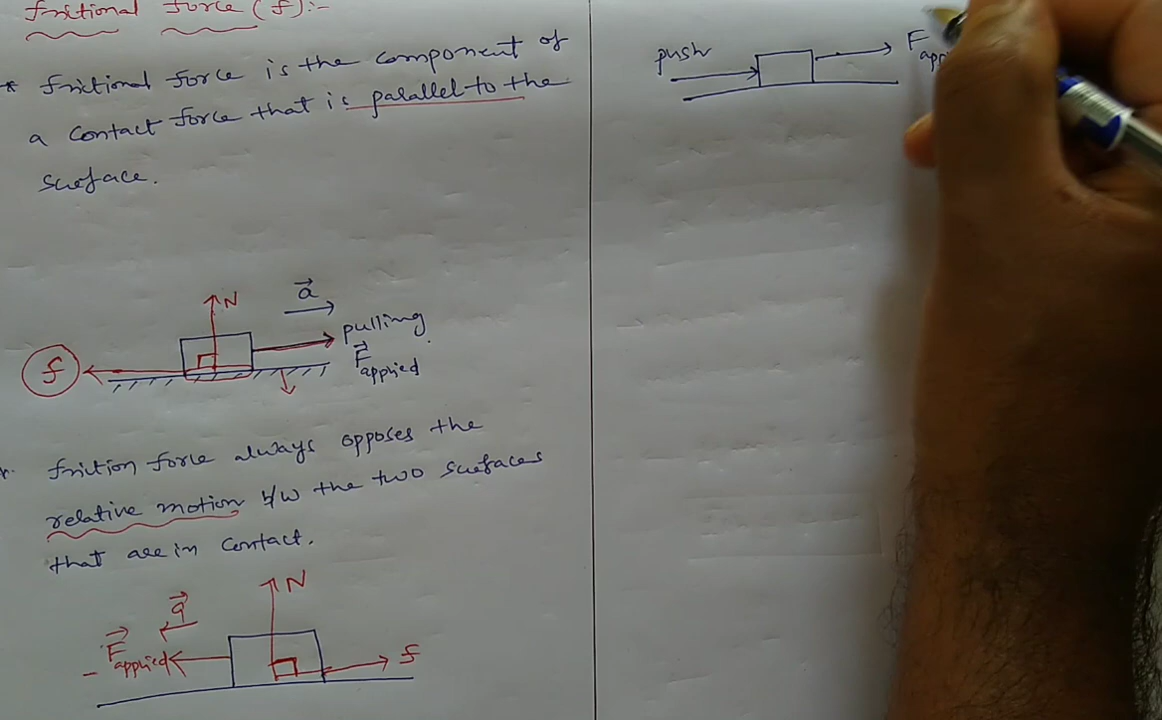 frictional force (f):-
* frictional force is the component of
a contact force that is parallel to the
surface.
N
a
pulling
f
F applied
friction force always opposes the
relative motion b/w the two surfaces
that are in contact.
N
a
F applied
f
push
F